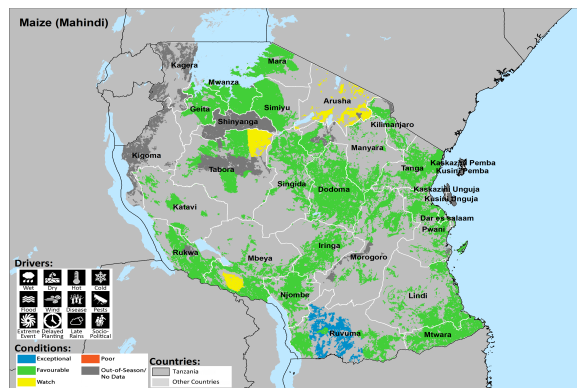 Maize (Mahindi)
Kagera
Mara
Mwanza
Geita
Simiyu
Arusha
Shinyanga
Kilimanjaro
Kigoma
Manyara
Tabora
Tanga
Kaskazini Pemba
Kusini Pemba
Singida
Dodoma
Kaskazini Unguja
Kusini Unguja
Katavi
Dar es salaam
Pwani
Rukwa
Mbeya
Iringa
Morogoro
Njombe
Lindi
Ruvuma
Mtwara
Drivers:
Wet
Dry
Hot
Cold
Flood
Wind
Disease
Pests
Extreme Event
Delayed Planting
Late Rains
Socio-Political
Conditions:
Exceptional
Favourable
Watch
Poor
Out-of-Season/
No Data
Countries:
Tanzania
Other Countries